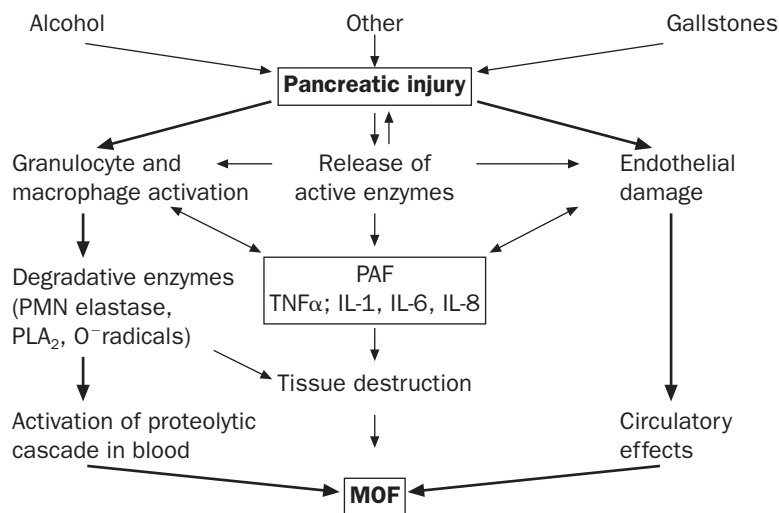 Alcohol
Other
Gallstones
Pancreatic injury
Granulocyte and
macrophage activation
Release of
active enzymes
Endothelial
damage
Degradative enzymes
(PMN elastase,
PLA₂, O⁻radicals)
PAF
TNFα; IL-1, IL-6, IL-8
Tissue destruction
Activation of proteolytic
cascade in blood
Circulatory
effects
MOF